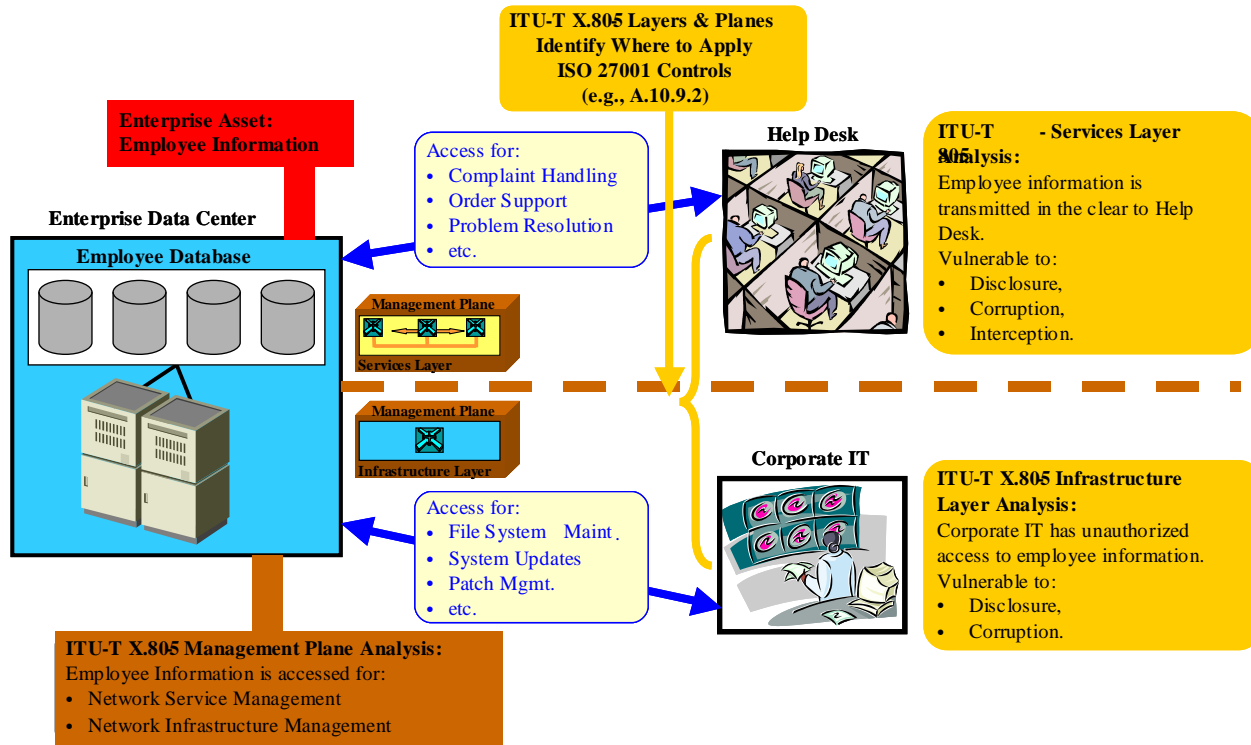 ITU-T X.805 Layers & Planes
Identify Where to Apply
ISO 27001 Controls
(e.g., A.10.9.2)
Enterprise Asset:
Employee Information
Access for:
• Complaint Handling
• Order Support
• Problem Resolution
• etc.
Help Desk
ITU-T - Services Layer
805
Analysis:
Employee information is
transmitted in the clear to Help
Desk.
Vulnerable to:
• Disclosure,
• Corruption,
• Interception.
Enterprise Data Center
Employee Database
Management Plane
Services Layer
Management Plane
Infrastructure Layer
Access for:
• File System Maint.
• System Updates
• Patch Mgmt.
• etc.
Corporate IT
ITU-T X.805 Infrastructure
Layer Analysis:
Corporate IT has unauthorized
access to employee information.
Vulnerable to:
• Disclosure,
• Corruption.
ITU-T X.805 Management Plane Analysis:
Employee Information is accessed for:
• Network Service Management
• Network Infrastructure Management